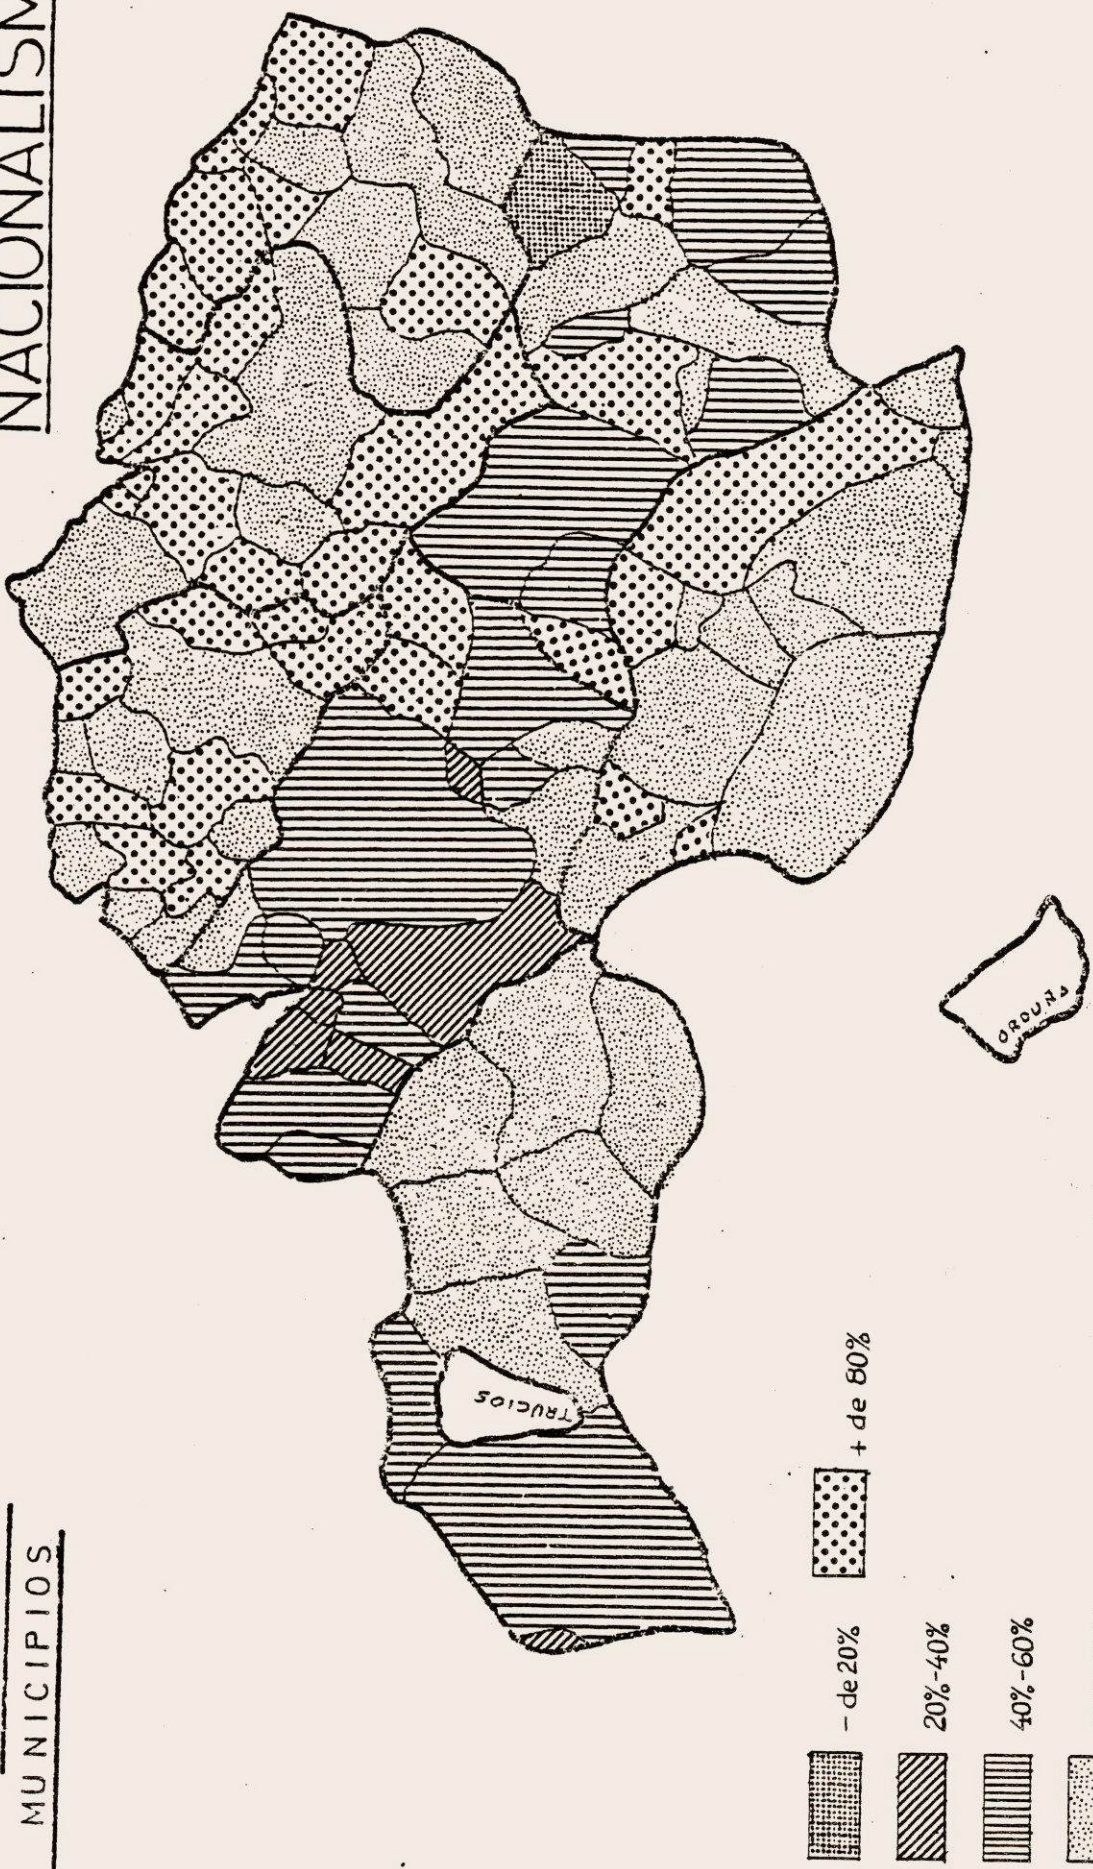 NACIONALISM
MUNICIPIOS
TRUCIOS
ORDUÑA
- de 20%
20%-40%
40%-60%
+ de 80%